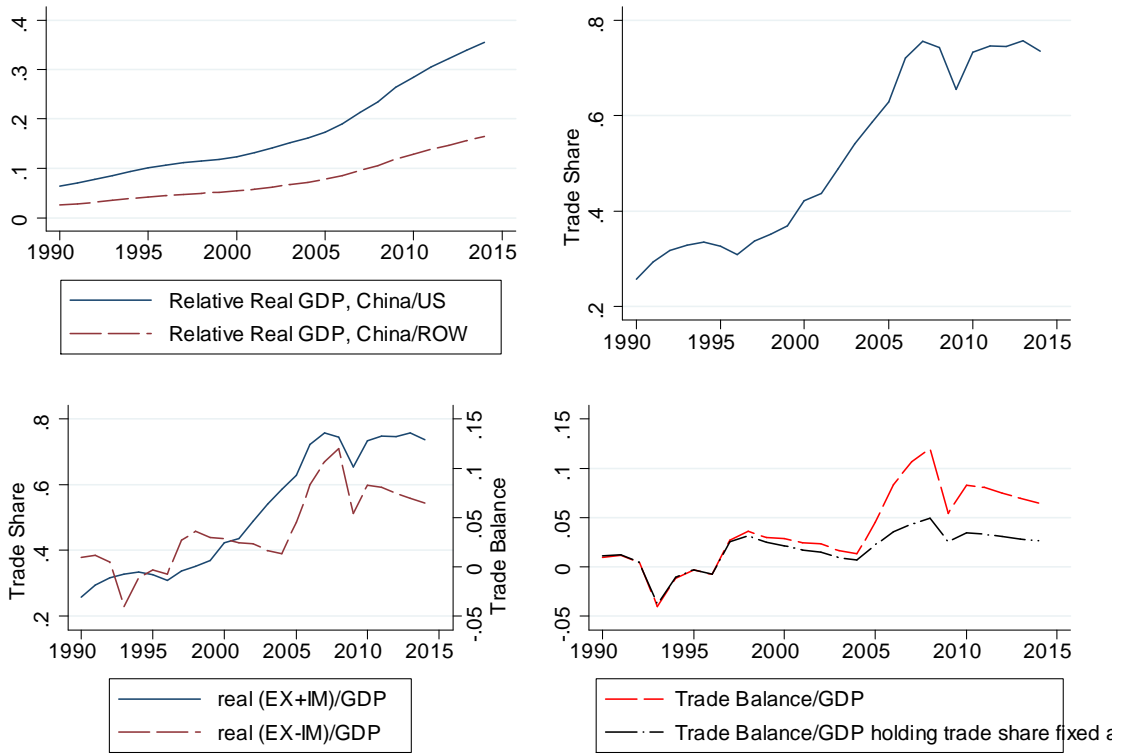 .4
.3
.2
.1
0
1990 1995 2000 2005 2010 2015
Relative Real GDP, China/US
Relative Real GDP, China/ROW
Trade Share
.8
.6
.4
.2
1990 1995 2000 2005 2010 2015
Trade Share
.8
.6
.4
.2
Trade Balance
.15
.1
.05
0
-.05
1990 1995 2000 2005 2010 2015
real (EX+IM)/GDP
real (EX-IM)/GDP
.15
.1
.05
0
-.05
1990 1995 2000 2005 2010 2015
Trade Balance/GDP
Trade Balance/GDP holding trade share fixed